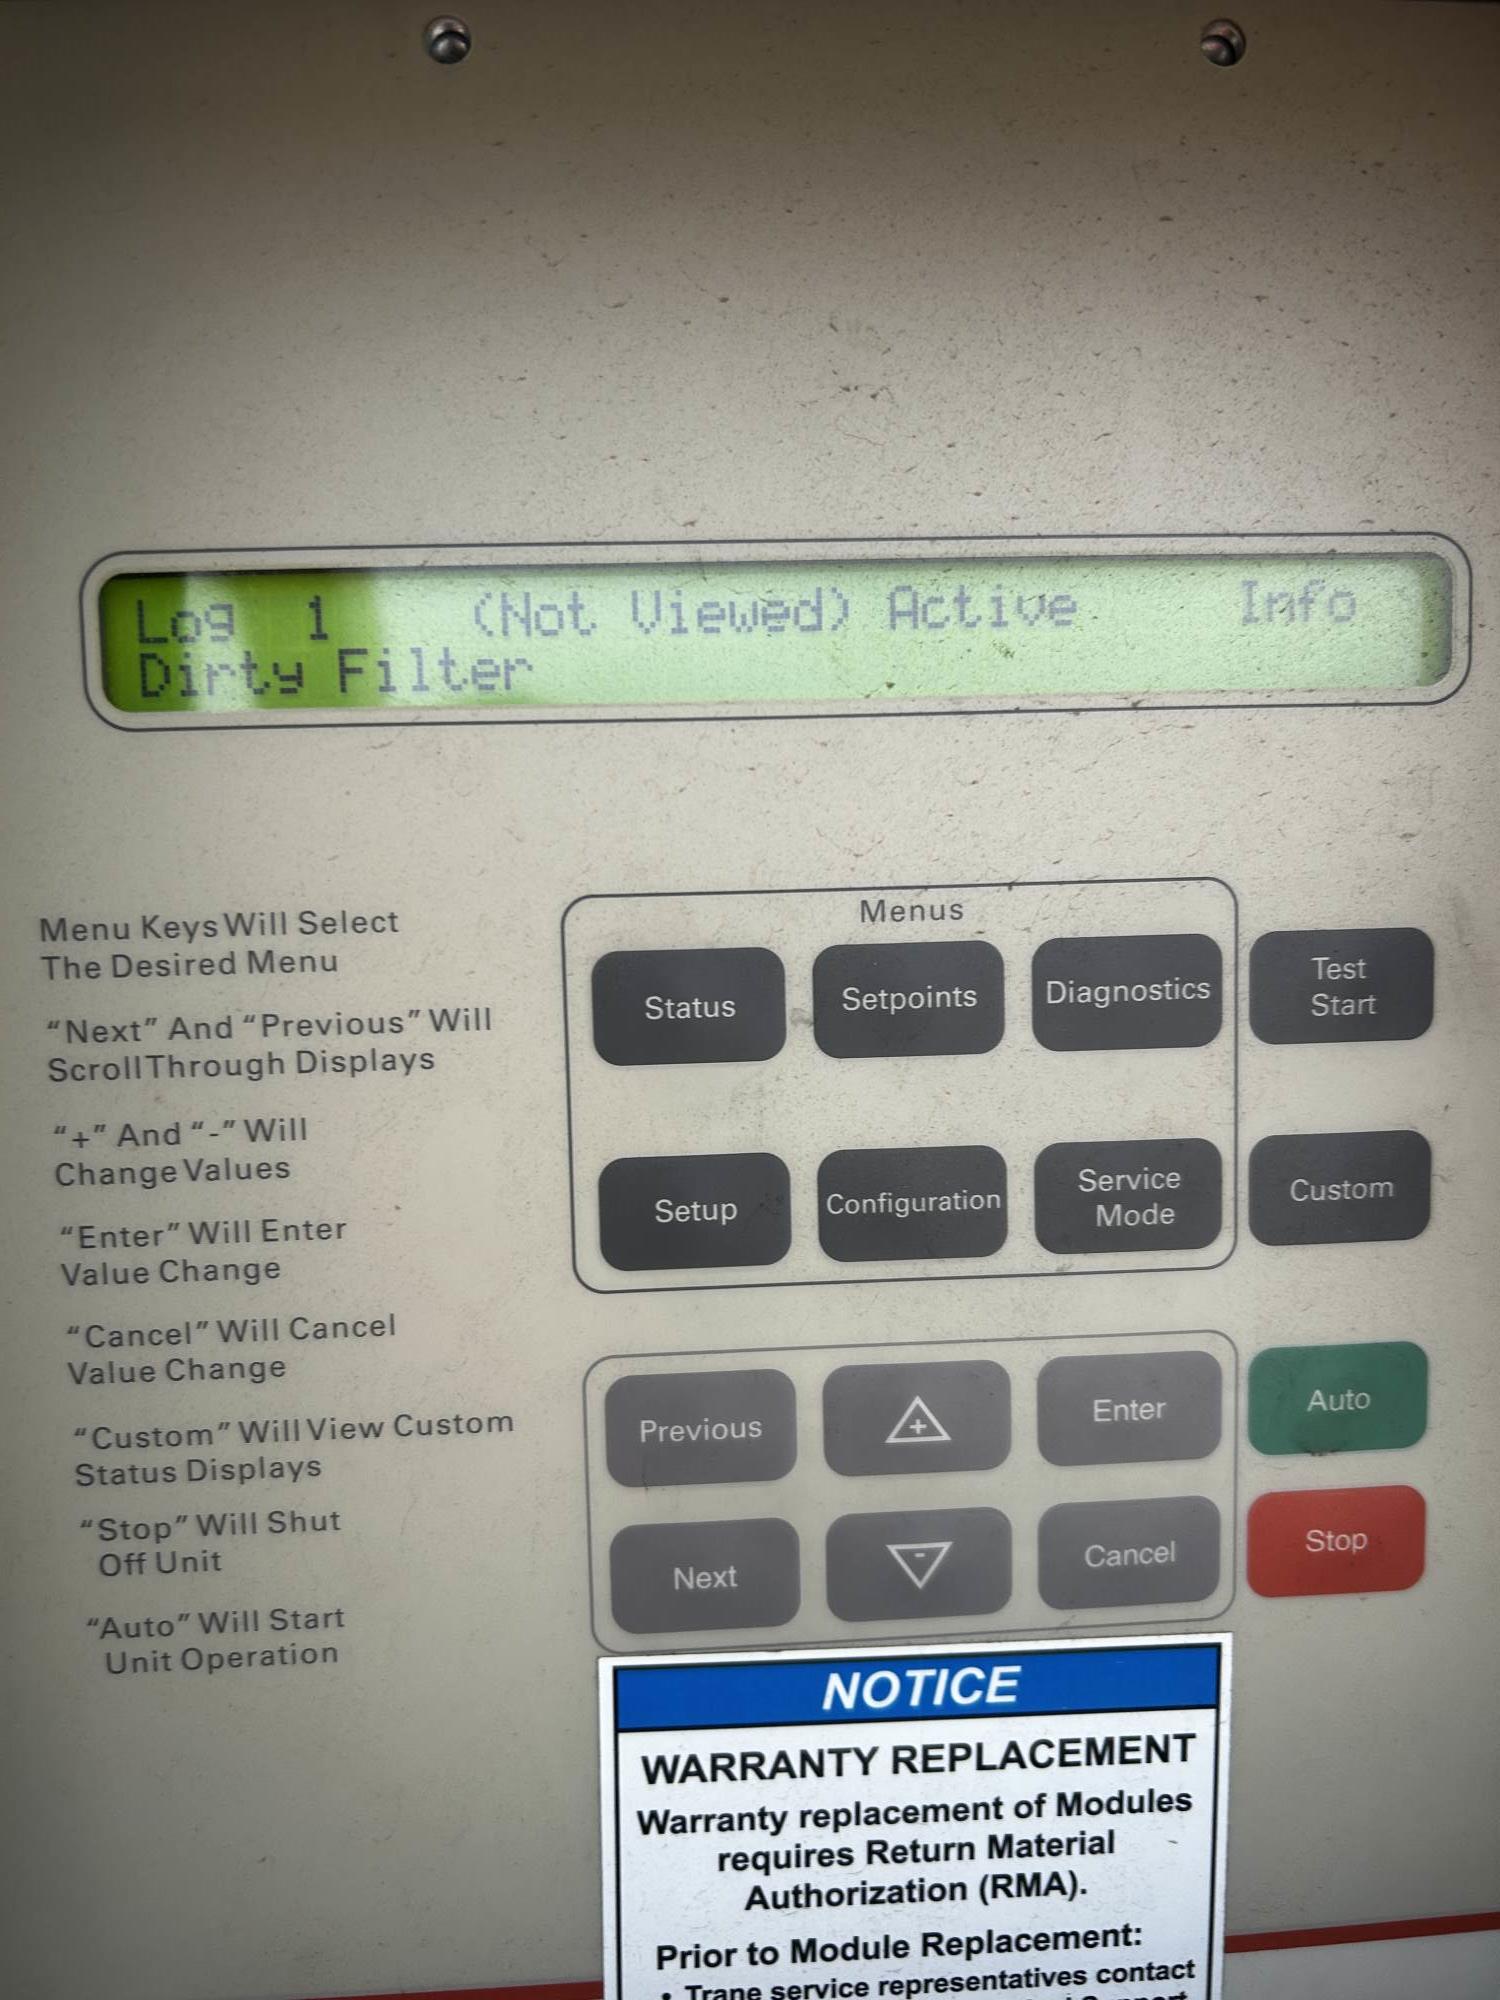 Log 1 (Not Viewed) Active Info
Dirty Filter
Menu Keys Will Select
The Desired Menu
"Next" And "Previous" Will
Scroll Through Displays
"+" And "-" Will
Change Values
"Enter" Will Enter
Value Change
"Cancel" Will Cancel
Value Change
"Custom" Will View Custom
Status Displays
"Stop" Will Shut
Off Unit
"Auto" Will Start
Unit Operation
Menus
Status
Setpoints
Diagnostics
Test
Start
Setup
Configuration
Service
Mode
Custom
Previous
+
Enter
Auto
Next
-
Cancel
Stop
NOTICE
WARRANTY REPLACEMENT
Warranty replacement of Modules
requires Return Material
Authorization (RMA).
Prior to Module Replacement:
• Trane service representatives contact